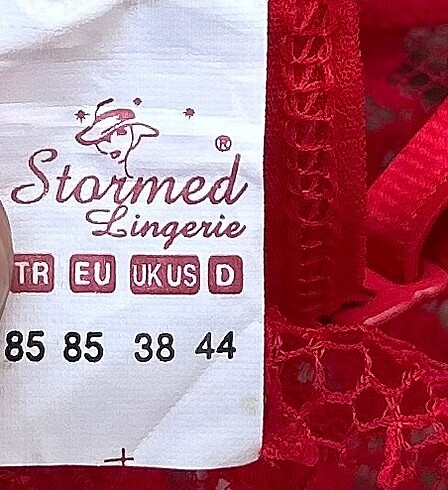 ®
Stormed
Lingerie
TR EU UK US D
85 85 38 44